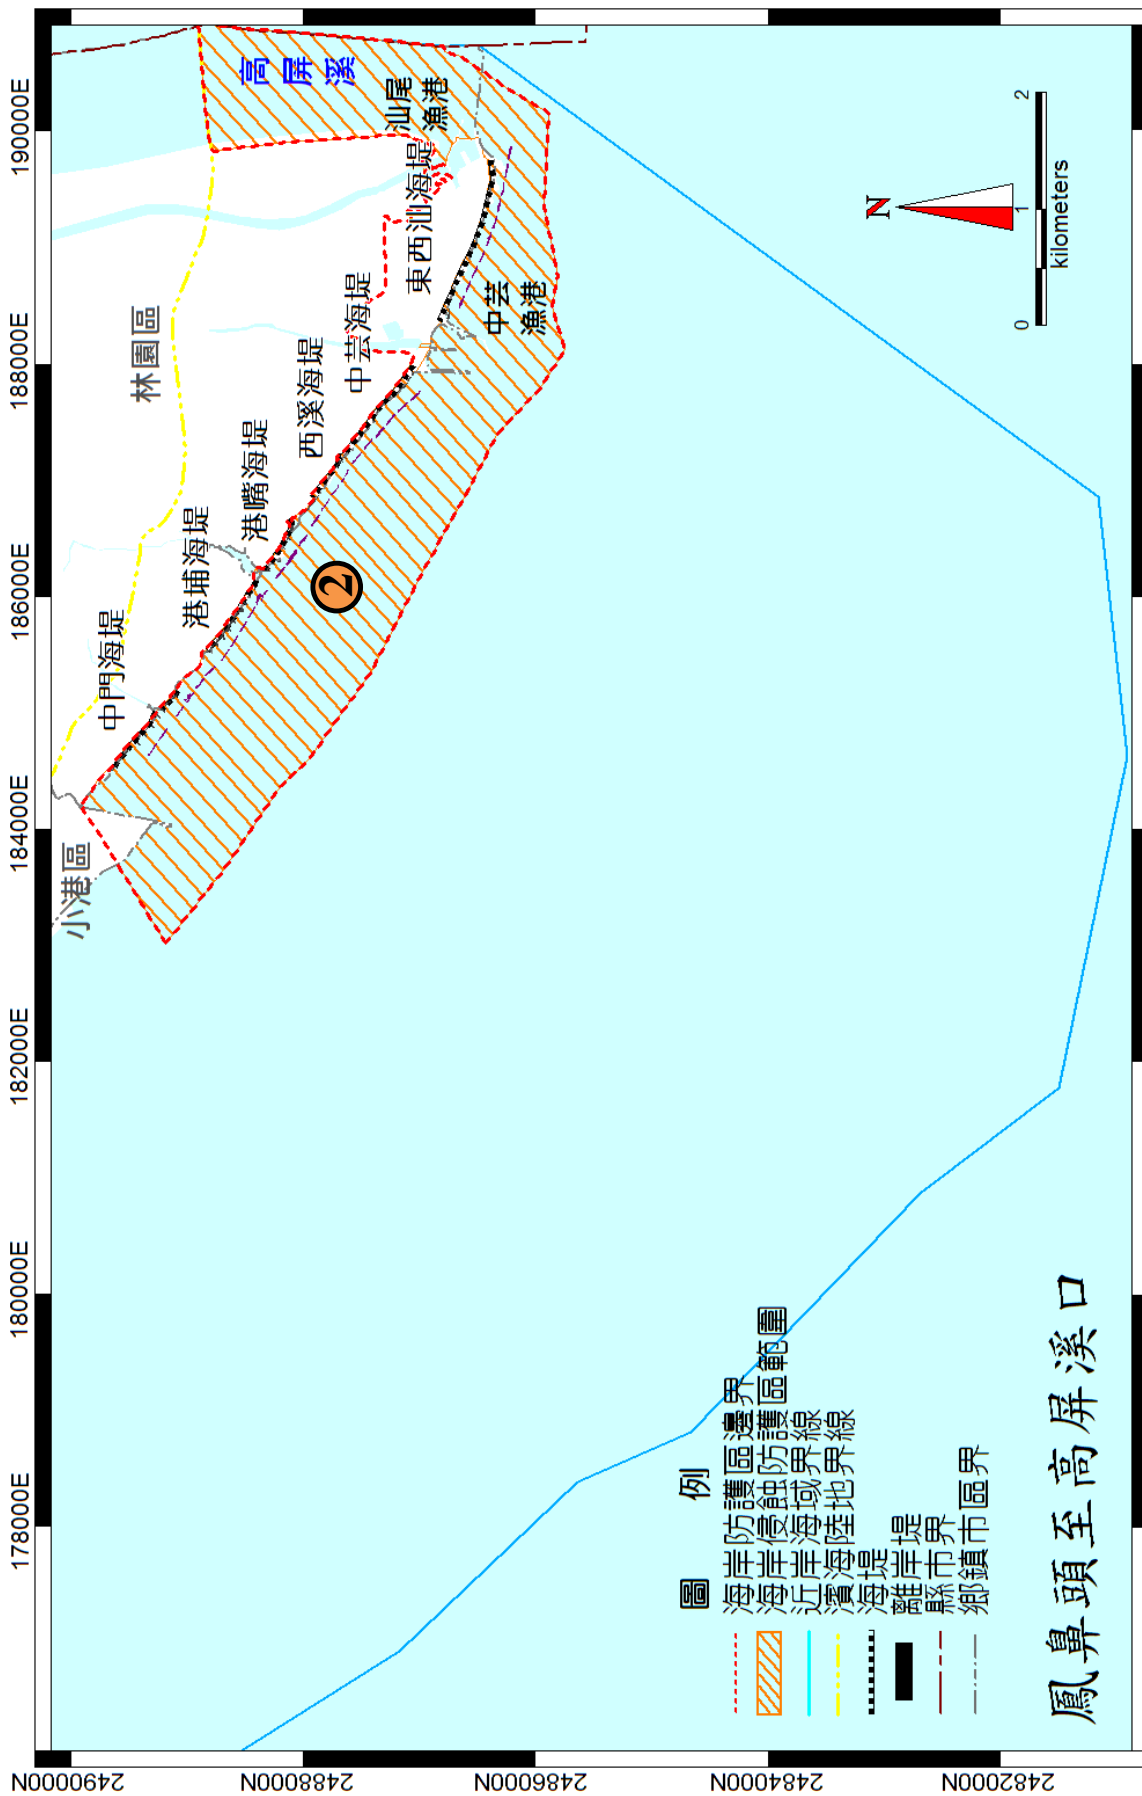 178000E
180000E
182000E
184000E
186000E
188000E
190000E
2490000N
2488000N
2486000N
2484000N
2482000N
小港區
林園區
高屏溪
中門海堤
港埔海堤
港嘴海堤
西溪海堤
中芸海堤
東西汕海堤
汕尾
漁港
中芸
漁港
2
N
0 1 2
kilometers
圖 例
海岸防護區邊界
海岸侵蝕防護區範圍
近岸海域界線
濱海陸地界線
海堤
離岸堤
縣市界
鄉鎮市區界
鳳鼻頭至高屏溪口